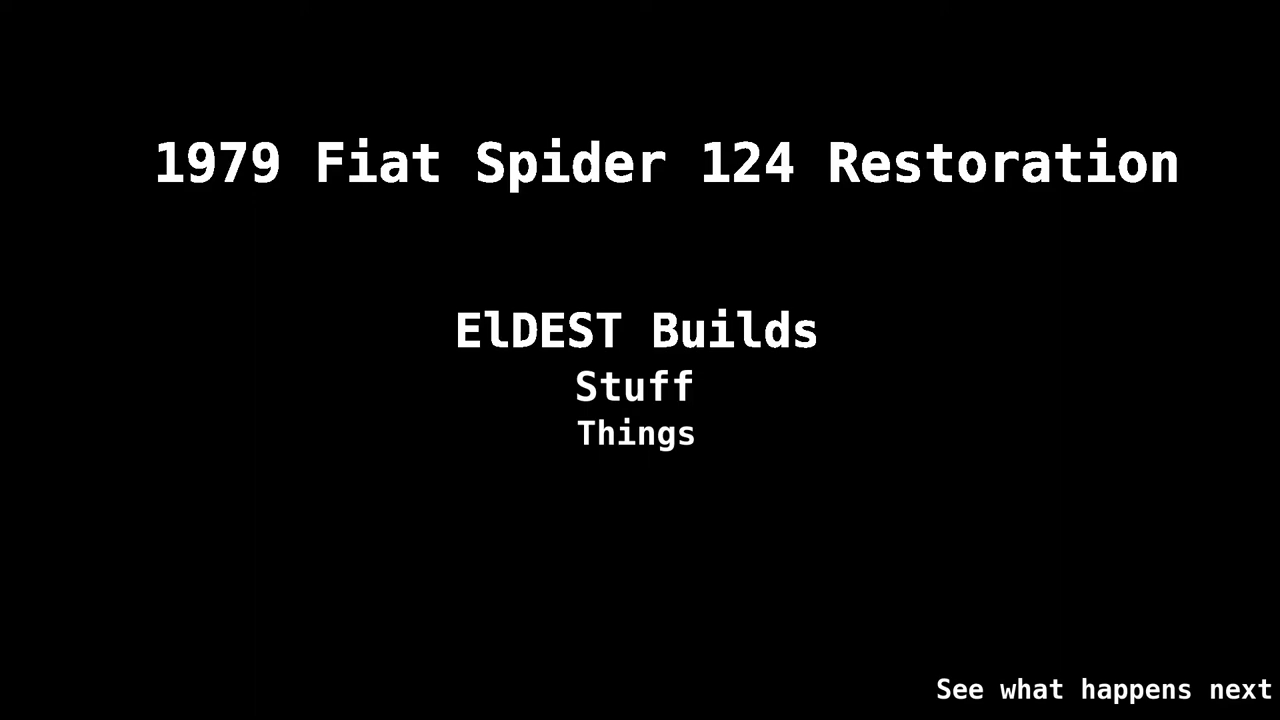 1979 Fiat Spider 124 Restoration
ElDEST Builds
Stuff
Things
See what happens next